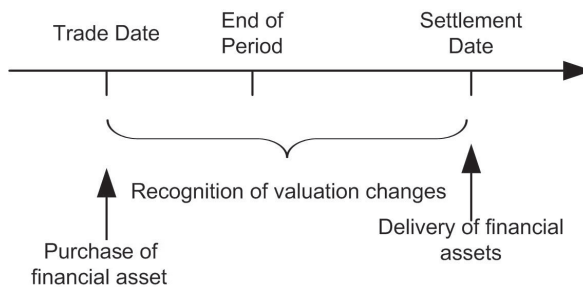 Trade Date
End of
Period
Settlement
Date
Recognition of valuation changes
Purchase of
financial asset
Delivery of financial
assets